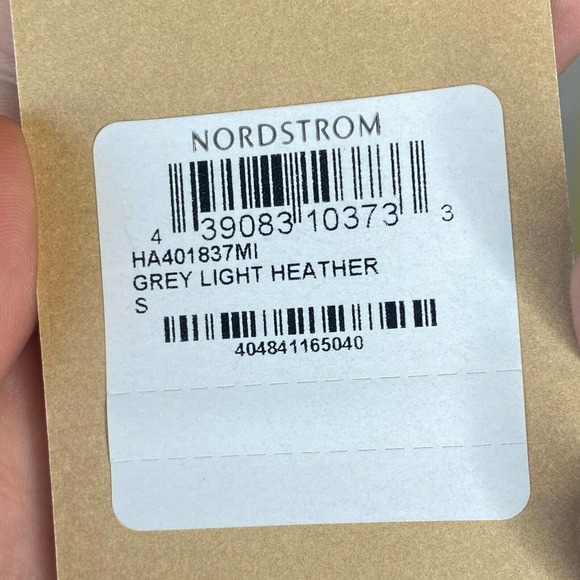 NORDSTROM
4 39083 10373 3
HA401837MI
GREY LIGHT HEATHER
S
404841165040